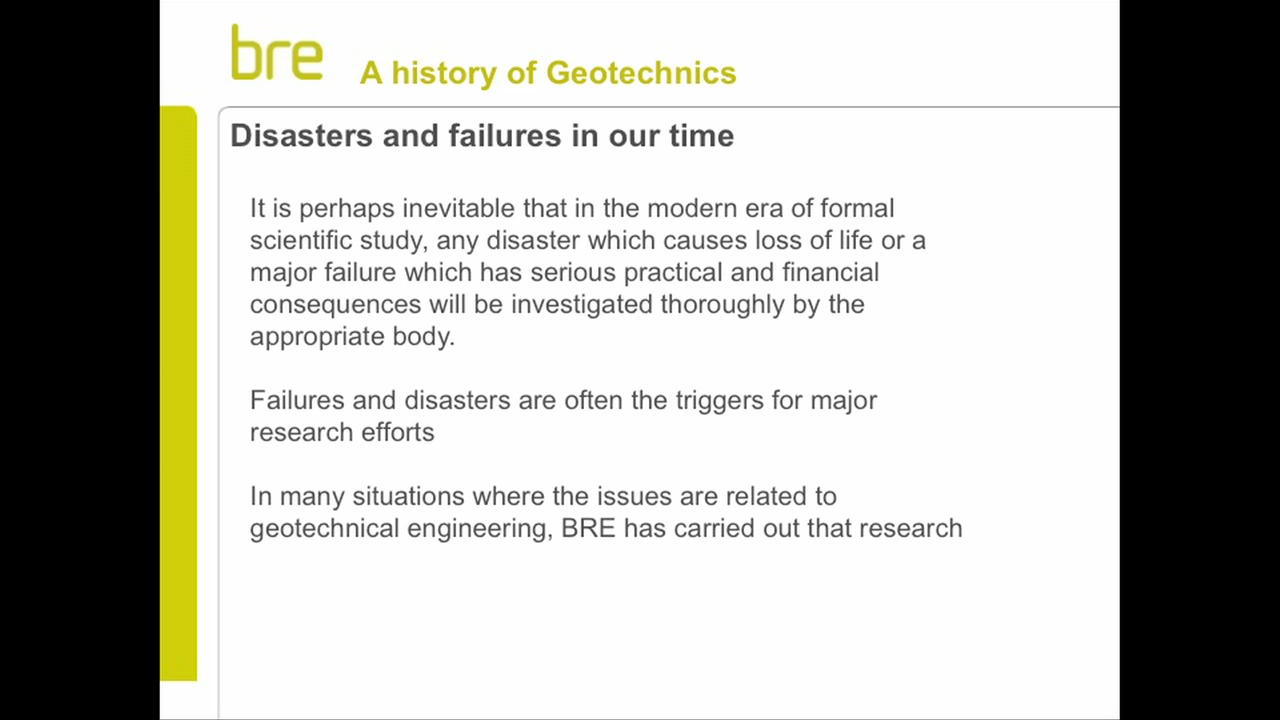 bre
A history of Geotechnics
Disasters and failures in our time
It is perhaps inevitable that in the modern era of formal
scientific study, any disaster which causes loss of life or a
major failure which has serious practical and financial
consequences will be investigated thoroughly by the
appropriate body.
Failures and disasters are often the triggers for major
research efforts
In many situations where the issues are related to
geotechnical engineering, BRE has carried out that research